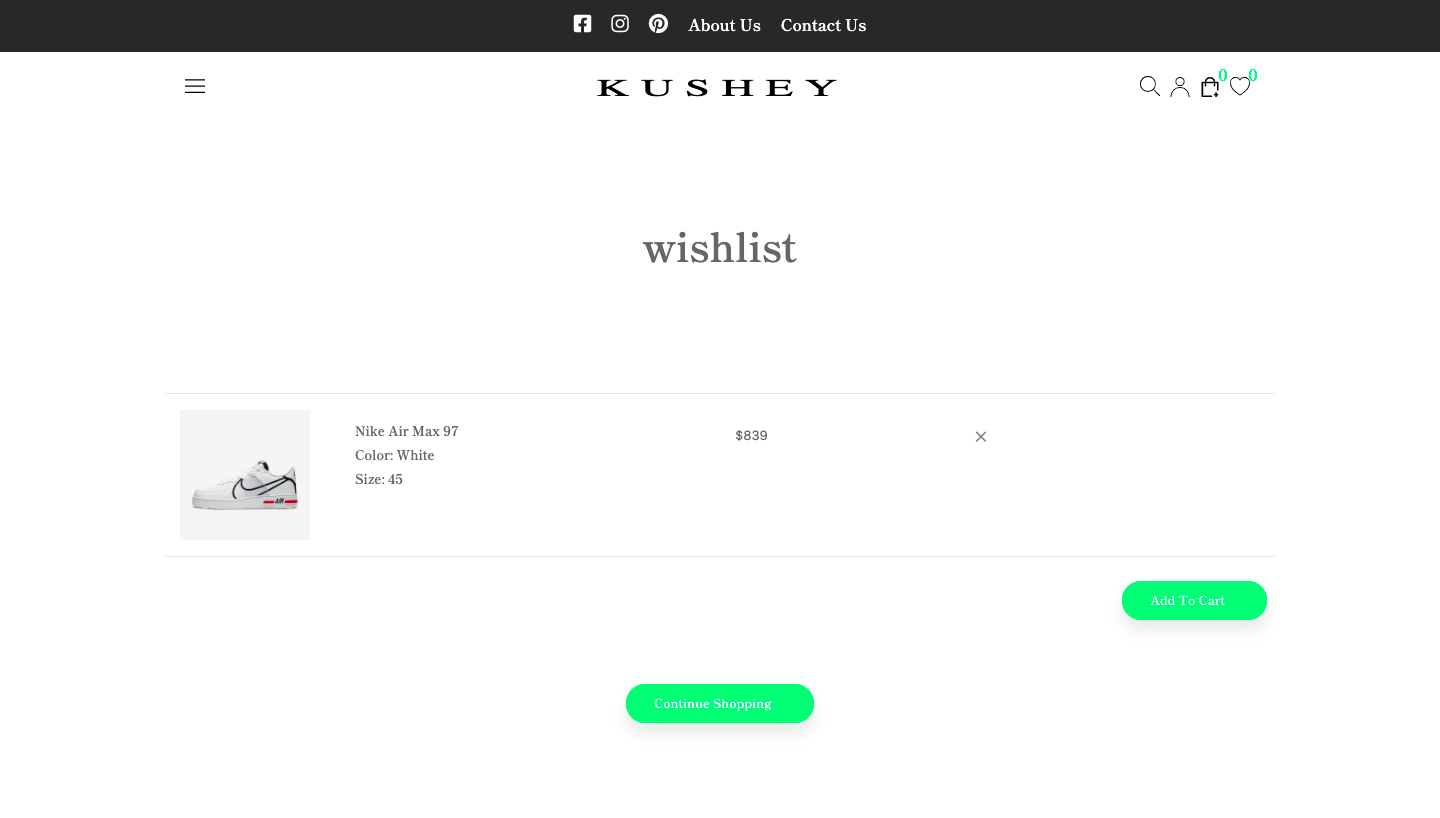 About Us Contact Us
KUSHEY
0 0
wishlist
Nike Air Max 97
Color: White
Size: 45
$839
AIR
Add To Cart
Continue Shopping